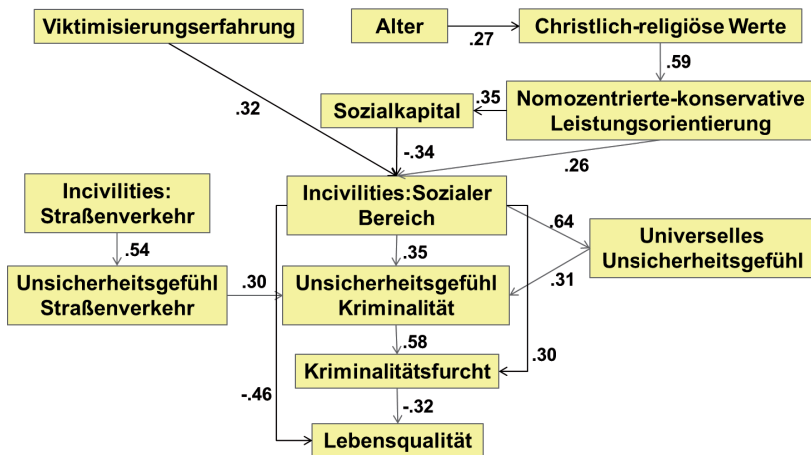 Viktimisierungserfahrung
Alter
.27
Christlich-religiöse Werte
.59
.32
Sozialkapital
.35
Nomozentrierte-konservative
Leistungsorientierung
-.34
.26
Incivilities:
Straßenverkehr
Incivilities:Sozialer
Bereich
.64
Universelles
Unsicherheitsgefühl
.54
.35
Unsicherheitsgefühl
Straßenverkehr
.30
Unsicherheitsgefühl
Kriminalität
.31
.58
.30
Kriminalitätsfurcht
-.46
-.32
Lebensqualität